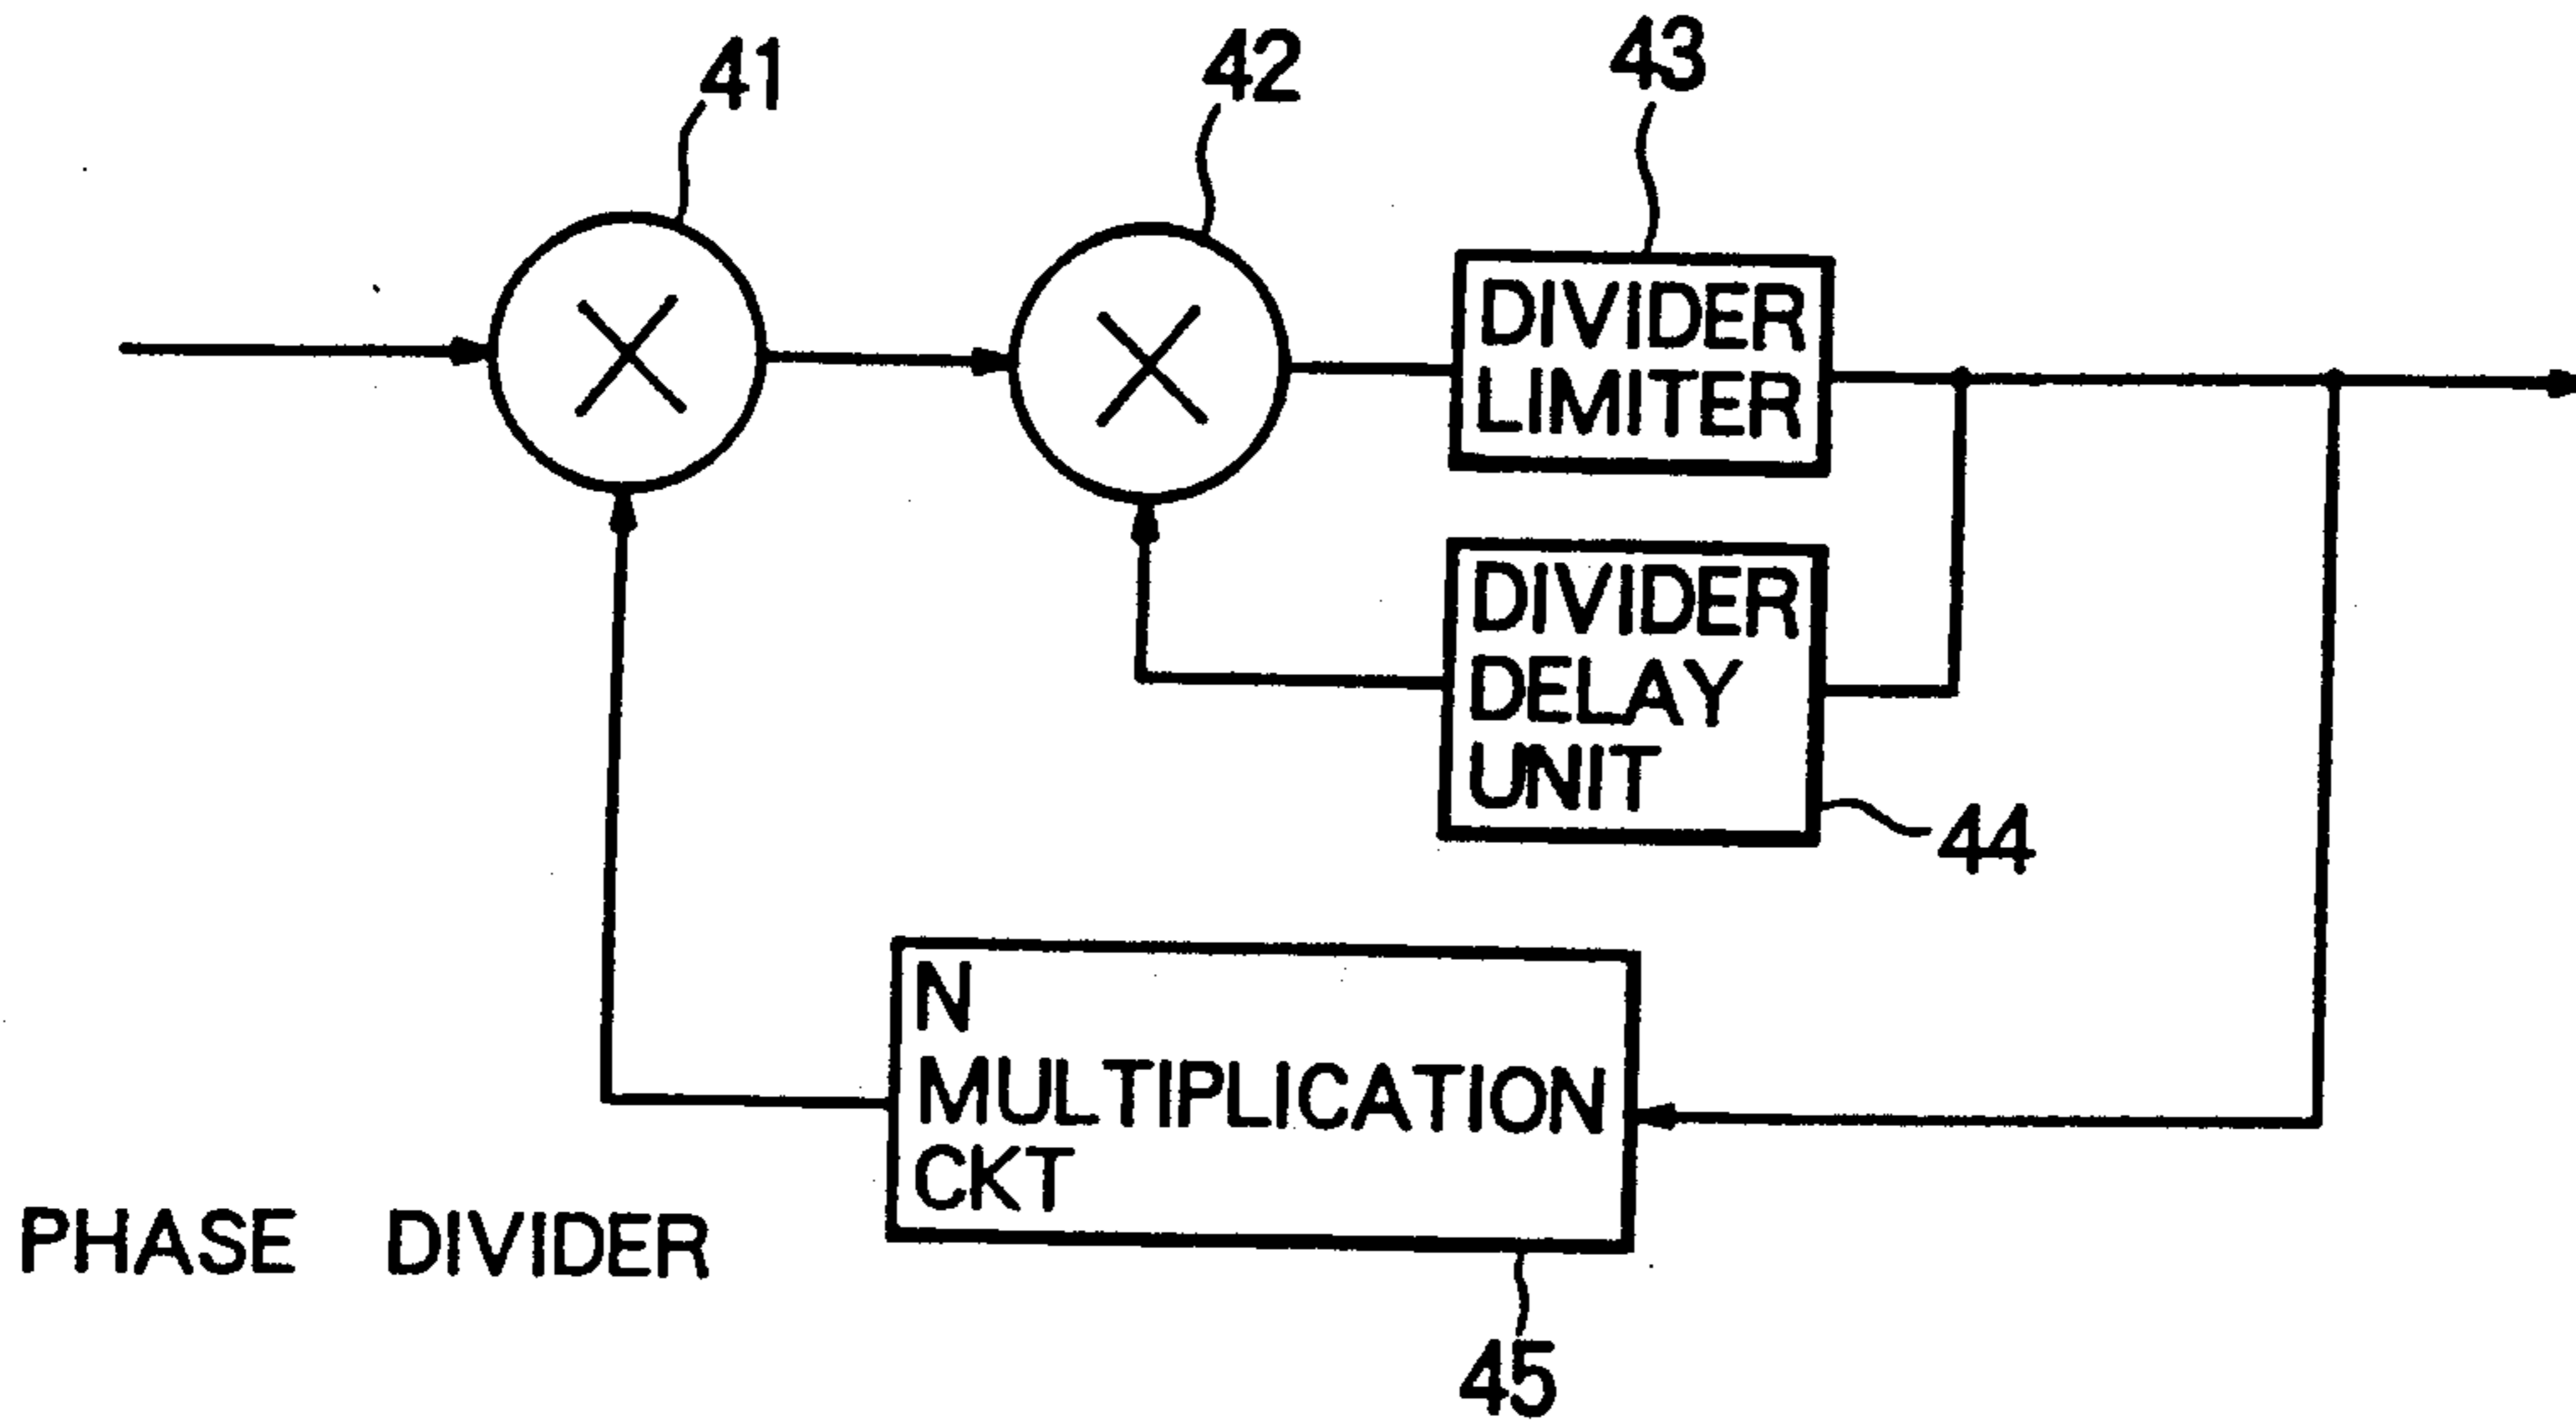 41
42
43
DIVIDER
LIMITER
DIVIDER
DELAY
UNIT
44
N
MULTIPLICATION
CKT
45
PHASE DIVIDER